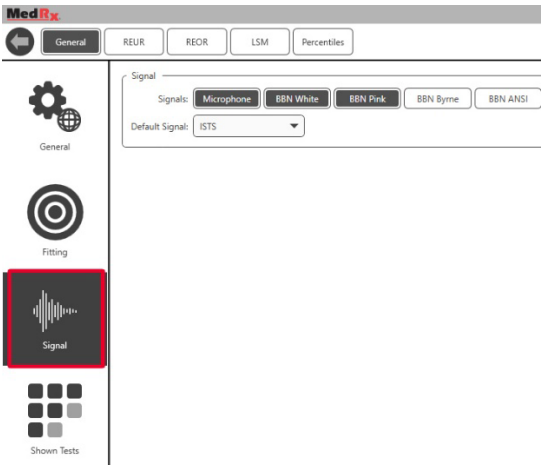 MedRx
General REUR REOR LSM Percentiles
Signal
Signals: Microphone BBN White BBN Pink BBN Byrne BBN ANSI
Default Signal: ISTS
General
Fitting
Signal
Shown Tests